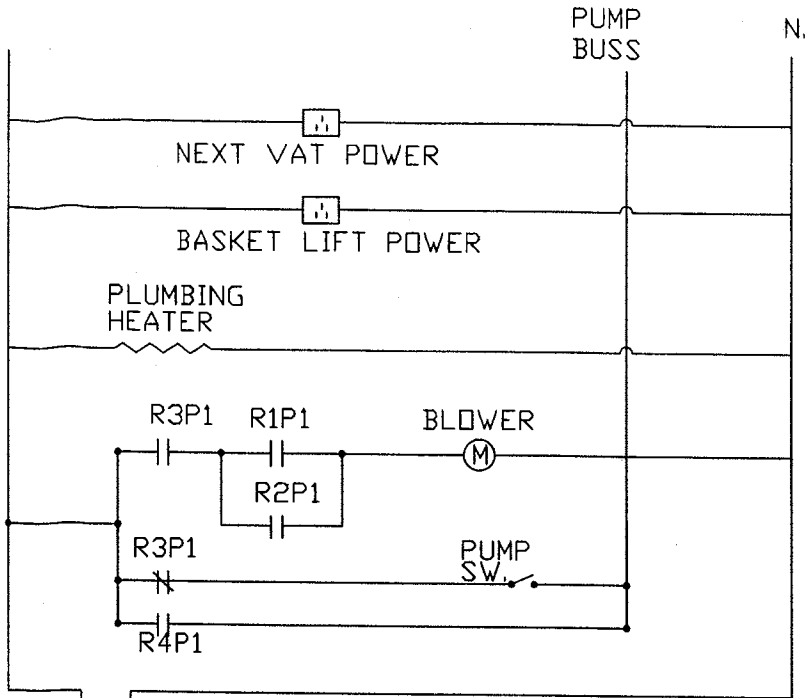 PUMP
BUSS
N.
NEXT VAT POWER
BASKET LIFT POWER
PLUMBING
HEATER
R3P1
R1P1
BLOWER
M
R2P1
R3P1
PUMP
SW.
R4P1